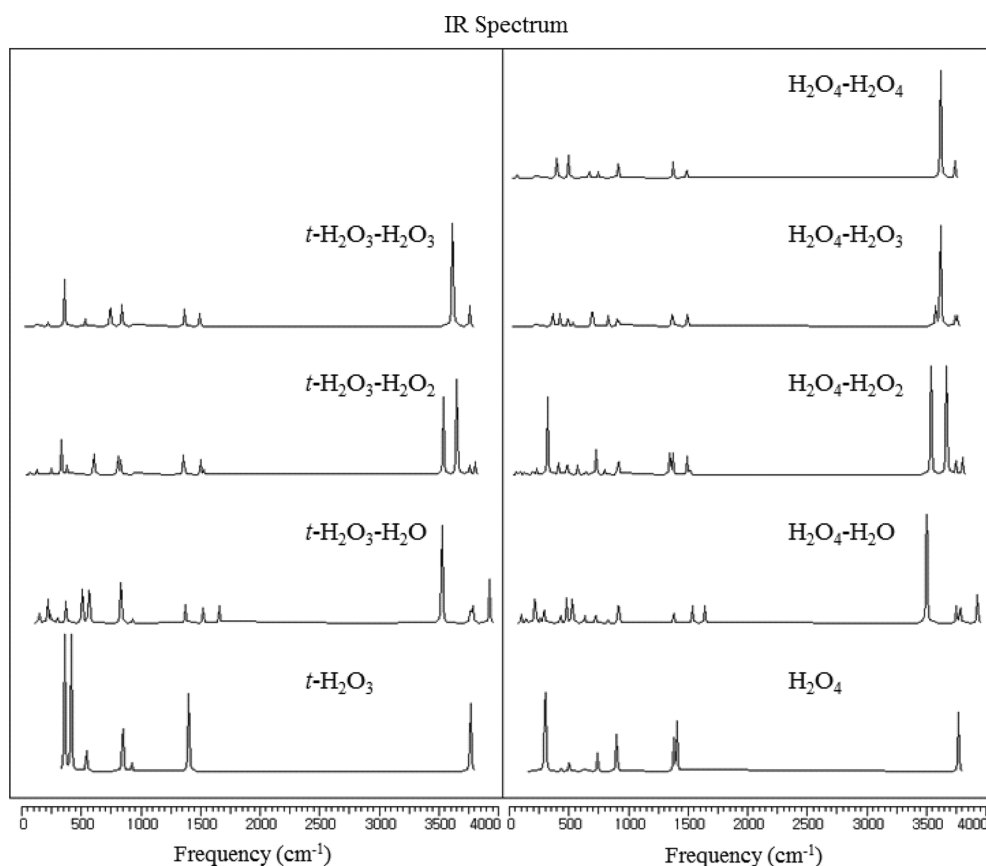 IR Spectrum
t-H₂O₃-H₂O₃
t-H₂O₃-H₂O₂
t-H₂O₃-H₂O
t-H₂O₃
0 500 1000 1500 2000 2500 3000 3500 4000
Frequency (cm⁻¹)
H₂O₄-H₂O₄
H₂O₄-H₂O₃
H₂O₄-H₂O₂
H₂O₄-H₂O
H₂O₄
0 500 1000 1500 2000 2500 3000 3500 4000
Frequency (cm⁻¹)